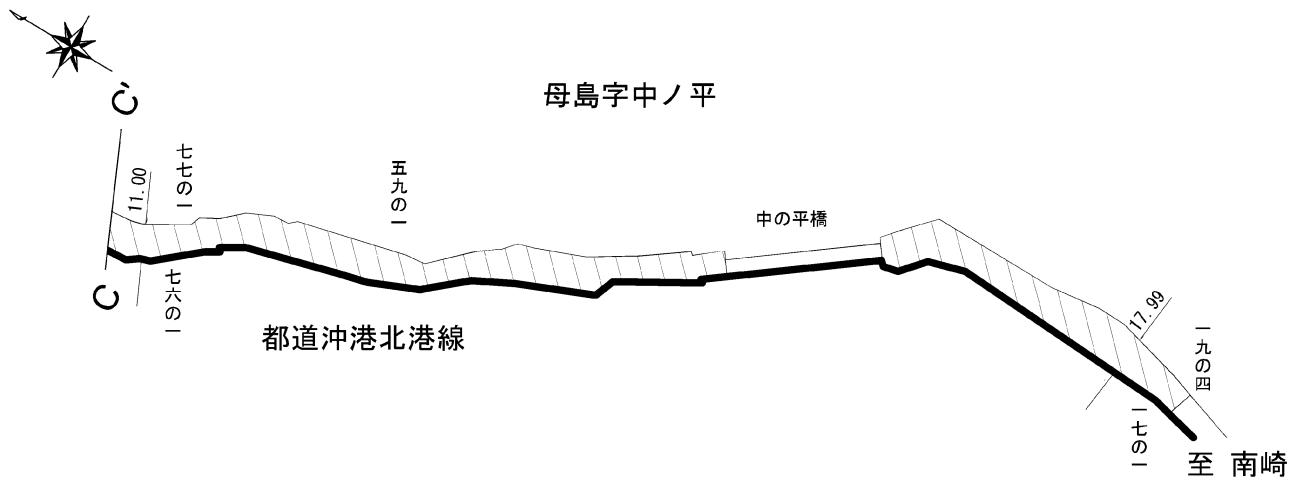 母島字中ノ平
C'
C
11.00
七七の一
七六の一
五九の一
中の平橋
都道沖港北港線
17.99
一九の四
一七の一
至 南崎